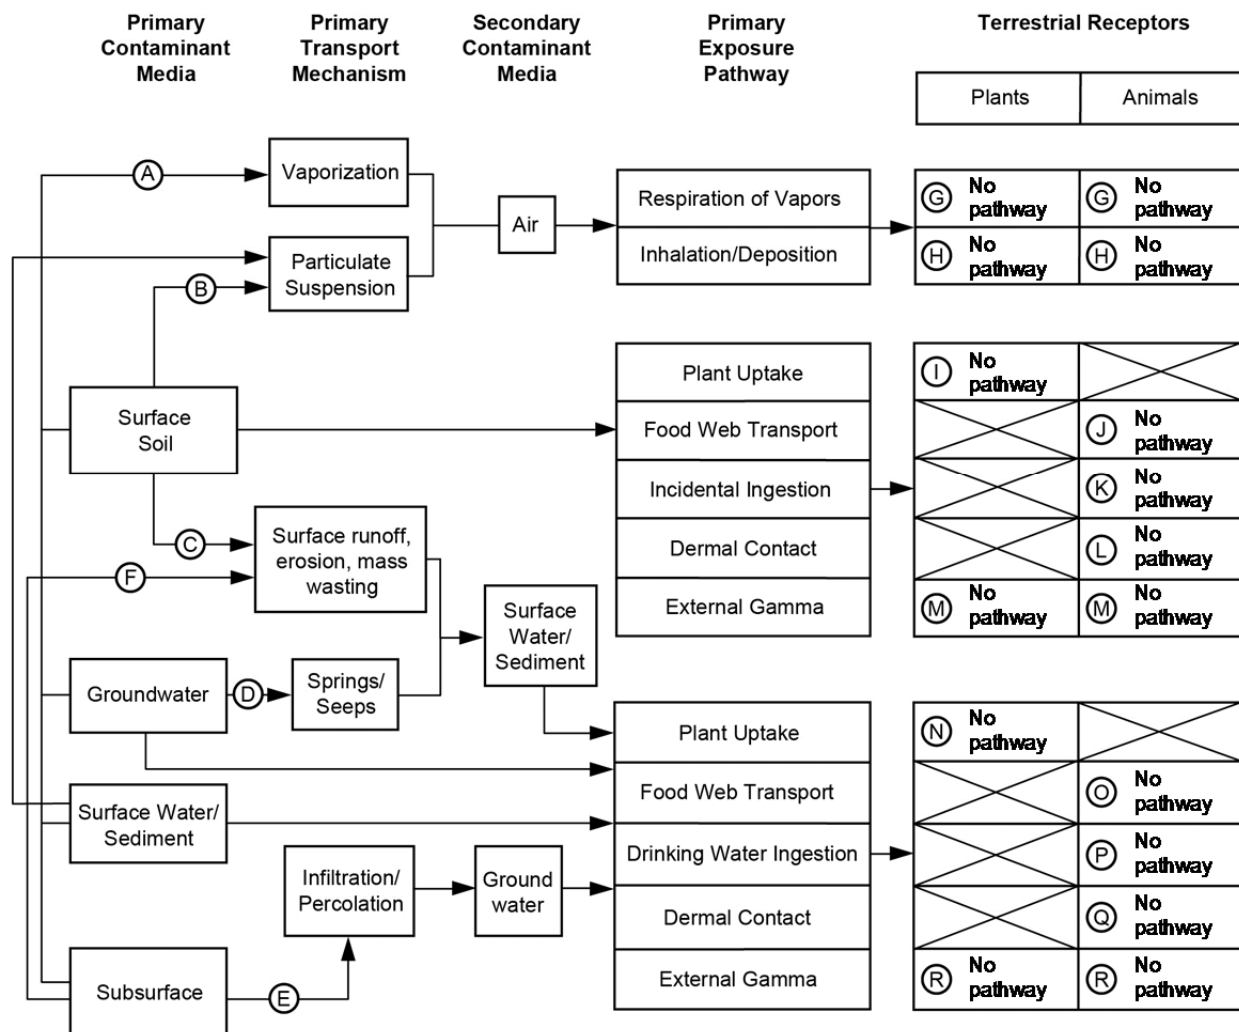 Primary
Contaminant
Media
Primary
Transport
Mechanism
Secondary
Contaminant
Media
Primary
Exposure
Pathway
Terrestrial Receptors
Plants
Animals
A
Vaporization
B
Particulate
Suspension
Air
Respiration of Vapors
Inhalation/Deposition
G No
pathway
G No
pathway
H No
pathway
H No
pathway
Surface
Soil
Plant Uptake
Food Web Transport
Incidental Ingestion
Dermal Contact
External Gamma
I No
pathway
J No
pathway
K No
pathway
L No
pathway
M No
pathway
M No
pathway
C
F
Surface runoff,
erosion, mass
wasting
Surface
Water/
Sediment
Groundwater
D
Springs/
Seeps
Surface Water/
Sediment
Infiltration/
Percolation
Ground
water
Subsurface
E
Plant Uptake
Food Web Transport
Drinking Water Ingestion
Dermal Contact
External Gamma
N No
pathway
O No
pathway
P No
pathway
Q No
pathway
R No
pathway
R No
pathway